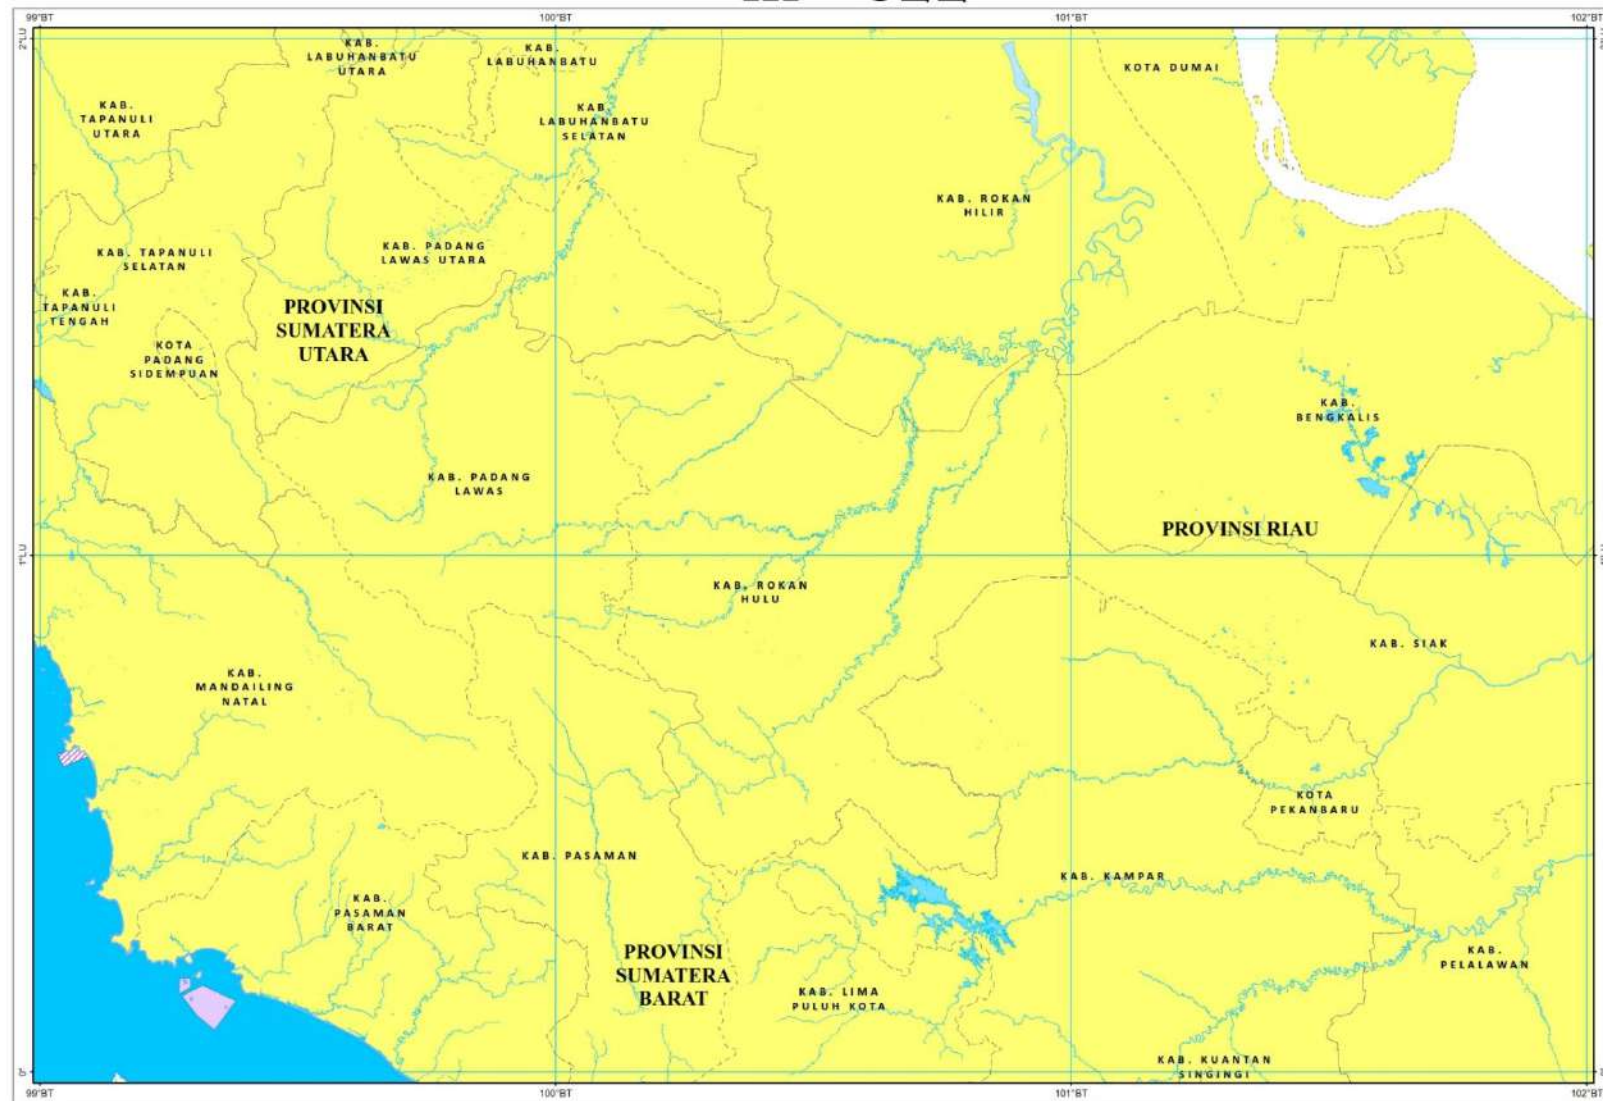 99°BT
100°BT
101°BT
102°BT
2°LU
KAB.
LABUHANBATU
UTARA
KAB.
LABUHANBATU
KOTA DUMAI
KAB.
TAPANULI
UTARA
KAB.
LABUHANBATU
SELATAN
KAB. ROKAN
HILIR
KAB. TAPANULI
SELATAN
KAB. PADANG
LAWAS UTARA
KAB.
TAPANULI
TENGAH
PROVINSI
SUMATERA
UTARA
KOTA
PADANG
SIDEMPUAN
KAB.
BENGKALIS
KAB. PADANG
LAWAS
PROVINSI RIAU
1°LU
KAB. ROKAN
HULU
KAB. SIAK
KAB.
MANDAILING
NATAL
KOTA
PEKANBARU
KAB. PASAMAN
KAB. KAMPAR
KAB.
PASAMAN
BARAT
PROVINSI
SUMATERA
BARAT
KAB.
PELALAWAN
KAB. LIMA
PULUH KOTA
KAB. KUANTAN
SINGINGI
0°
99°BT
100°BT
101°BT
102°BT